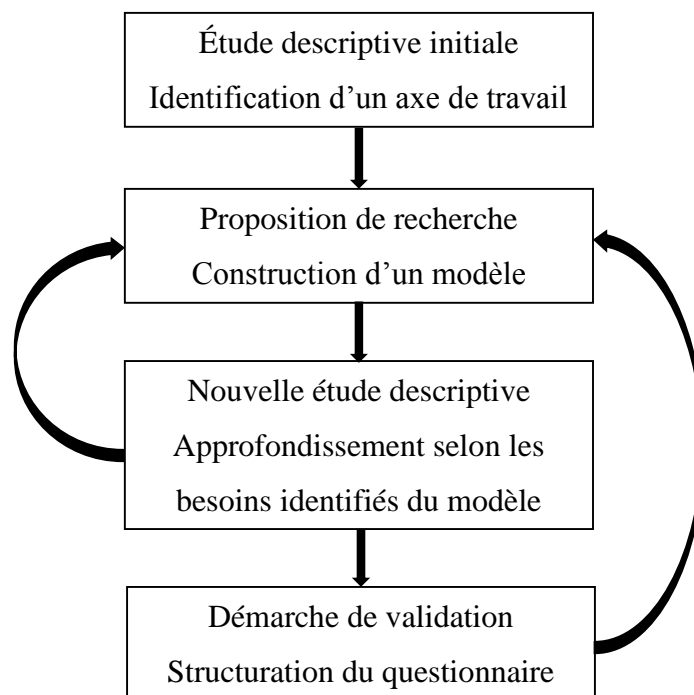 Étude descriptive initiale
Identification d’un axe de travail
Proposition de recherche
Construction d’un modèle
Nouvelle étude descriptive
Approfondissement selon les
besoins identifiés du modèle
Démarche de validation
Structuration du questionnaire